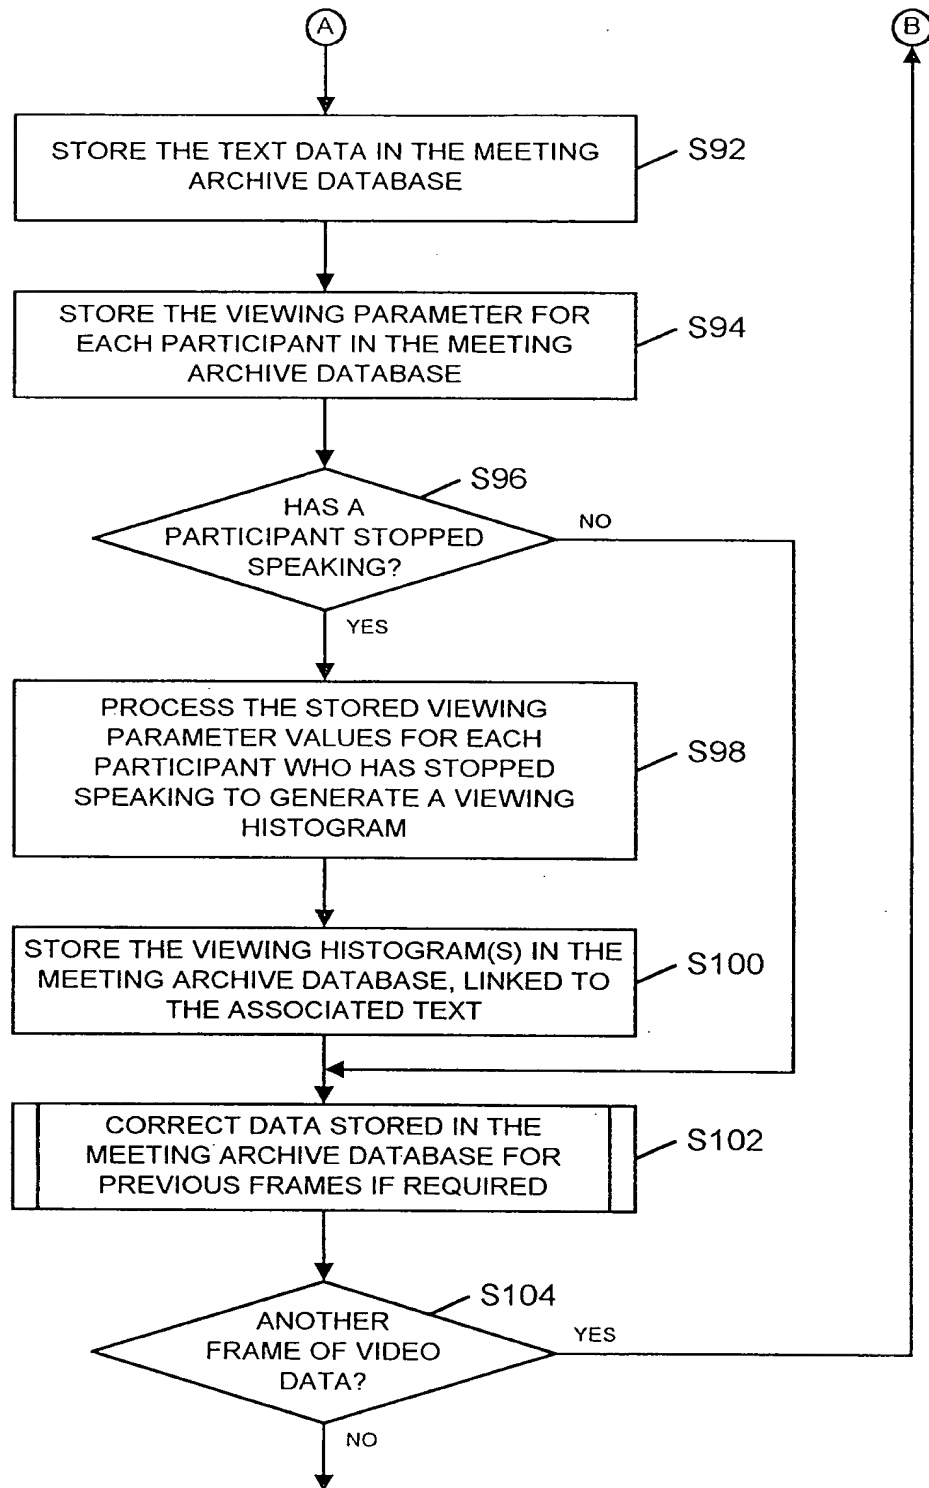 A
B
STORE THE TEXT DATA IN THE MEETING
ARCHIVE DATABASE
S92
STORE THE VIEWING PARAMETER FOR
EACH PARTICIPANT IN THE MEETING
ARCHIVE DATABASE
S94
S96
HAS A
PARTICIPANT STOPPED
SPEAKING?
NO
YES
PROCESS THE STORED VIEWING
PARAMETER VALUES FOR EACH
PARTICIPANT WHO HAS STOPPED
SPEAKING TO GENERATE A VIEWING
HISTOGRAM
S98
STORE THE VIEWING HISTOGRAM(S) IN THE
MEETING ARCHIVE DATABASE, LINKED TO
THE ASSOCIATED TEXT
S100
CORRECT DATA STORED IN THE
MEETING ARCHIVE DATABASE FOR
PREVIOUS FRAMES IF REQUIRED
S102
S104
ANOTHER
FRAME OF VIDEO
DATA?
YES
NO